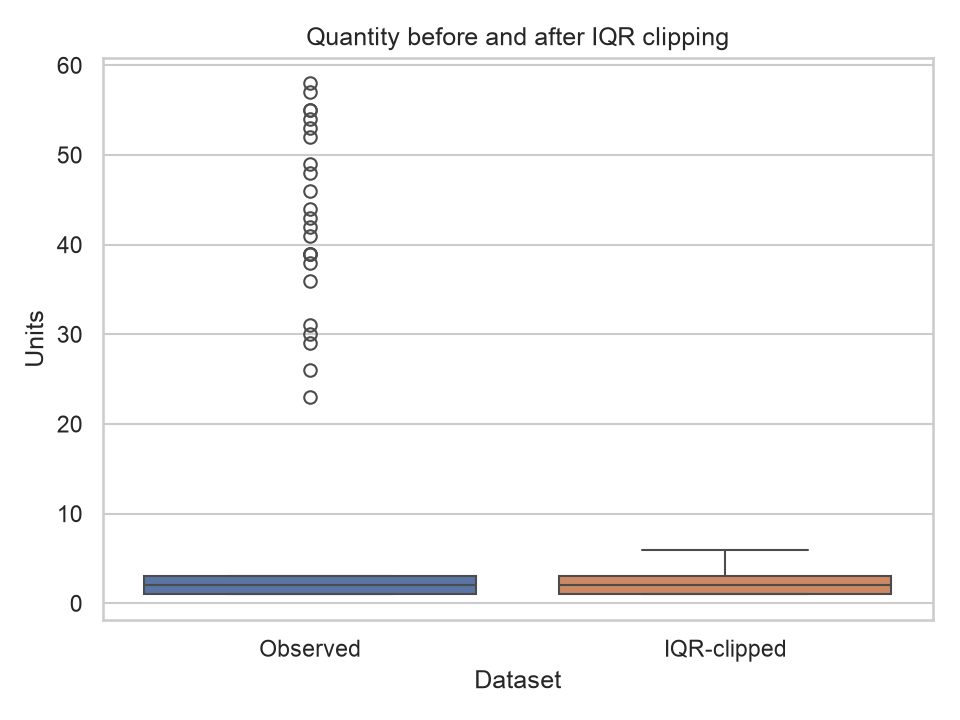 Quantity before and after IQR clipping
60
50
40
30
20
10
0
Units
Observed
IQR-clipped
Dataset